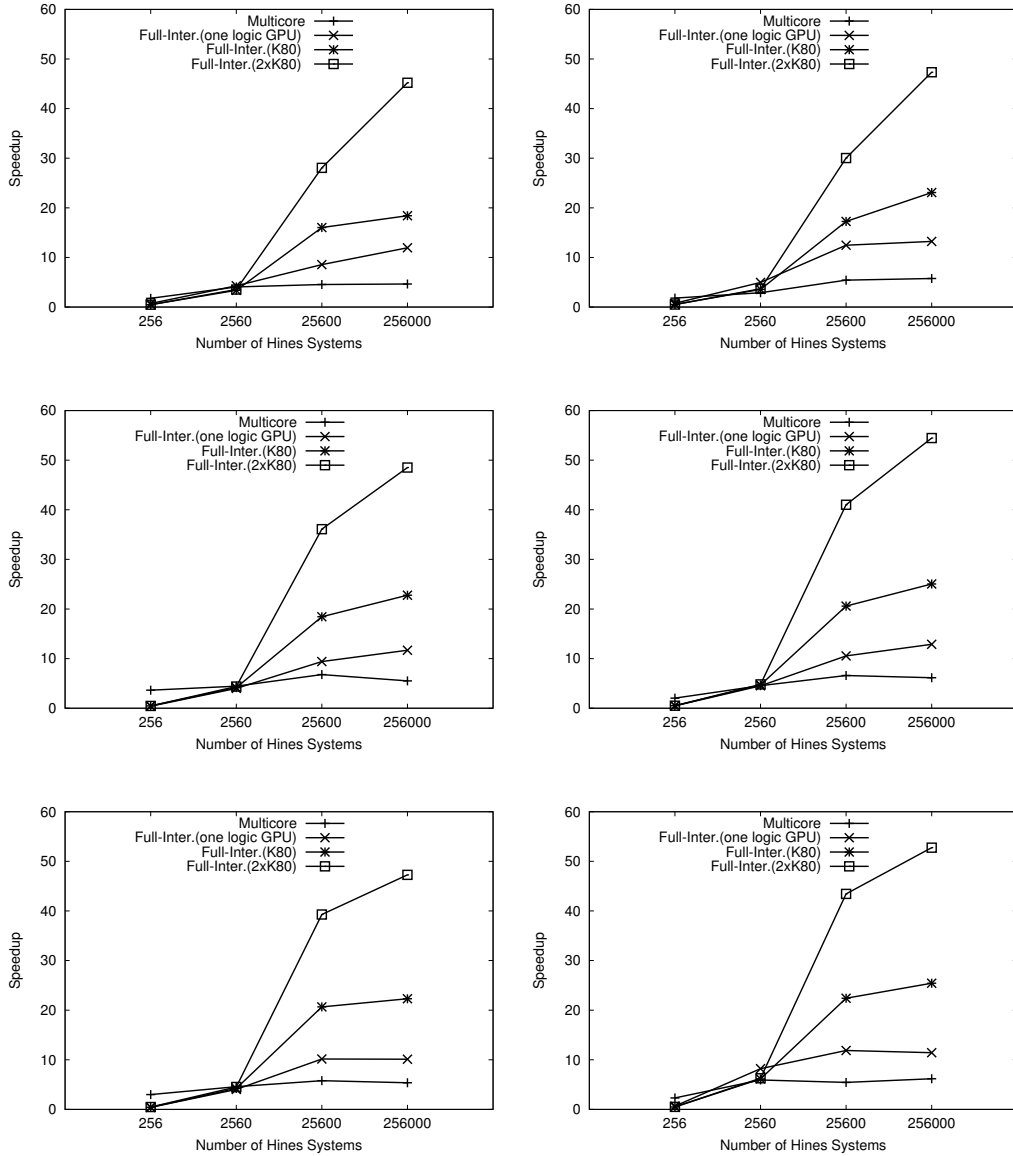 60
50
40
30
20
10
0
Speedup
Multicore
Full-Inter.(one logic GPU)
Full-Inter.(K80)
Full-Inter.(2xK80)
256 2560 25600 256000
Number of Hines Systems
60
50
40
30
20
10
0
Speedup
Multicore
Full-Inter.(one logic GPU)
Full-Inter.(K80)
Full-Inter.(2xK80)
256 2560 25600 256000
Number of Hines Systems
60
50
40
30
20
10
0
Speedup
Multicore
Full-Inter.(one logic GPU)
Full-Inter.(K80)
Full-Inter.(2xK80)
256 2560 25600 256000
Number of Hines Systems
60
50
40
30
20
10
0
Speedup
Multicore
Full-Inter.(one logic GPU)
Full-Inter.(K80)
Full-Inter.(2xK80)
256 2560 25600 256000
Number of Hines Systems
60
50
40
30
20
10
0
Speedup
Multicore
Full-Inter.(one logic GPU)
Full-Inter.(K80)
Full-Inter.(2xK80)
256 2560 25600 256000
Number of Hines Systems
60
50
40
30
20
10
0
Speedup
Multicore
Full-Inter.(one logic GPU)
Full-Inter.(K80)
Full-Inter.(2xK80)
256 2560 25600 256000
Number of Hines Systems